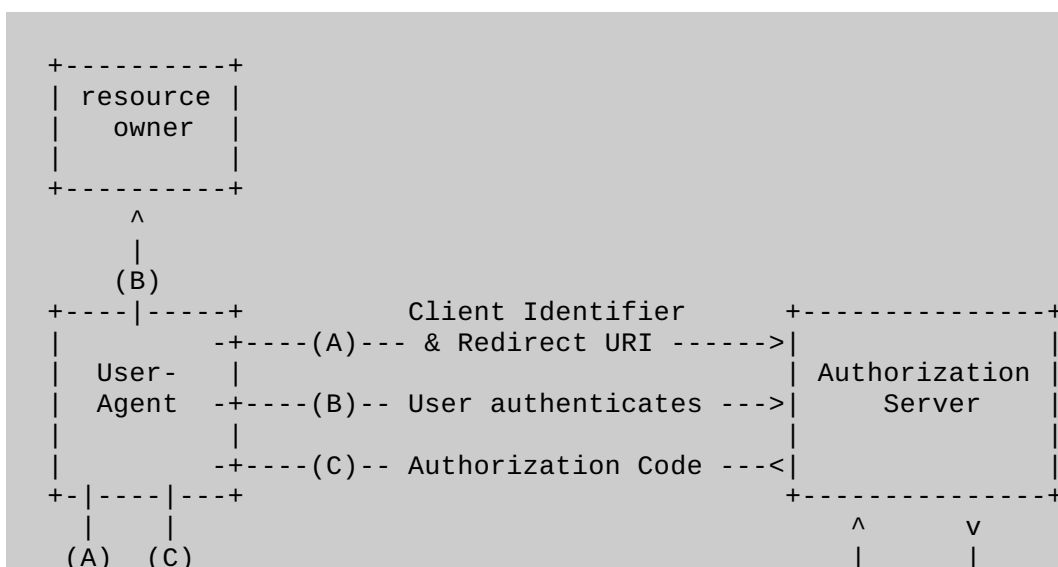 +----------+
| resource |
|   owner  |
|          |
+----------+
     ^
     |
    (B)
+----|-----+          Client Identifier      +---------------+
|         -+----(A)--- & Redirect URI ------>|               |
|  User-   |                                 | Authorization |
|  Agent  -+----(B)-- User authenticates --->|     Server    |
|          |                                 |               |
|         -+----(C)-- Authorization Code ---<|               |
+-|----|---+                                 +---------------+
  |    |                                         ^      v
 (A)  (C)                                        |      |